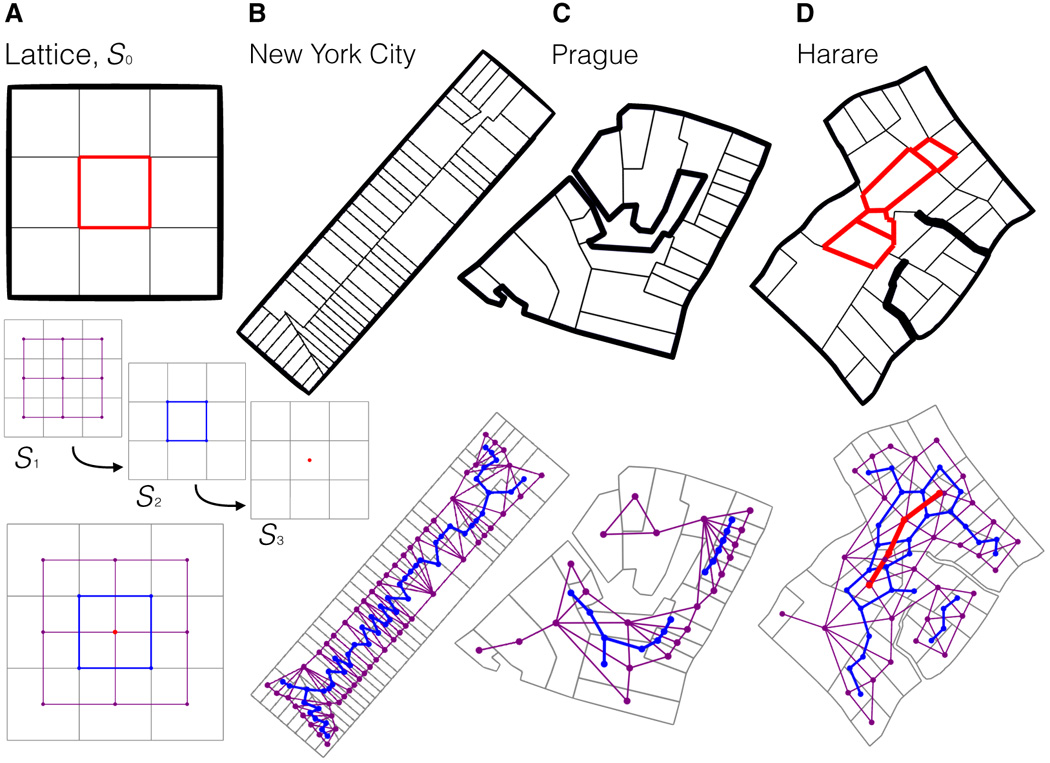 A
B
C
D
Lattice, S₀
New York City
Prague
Harare
S₁
S₂
S₃